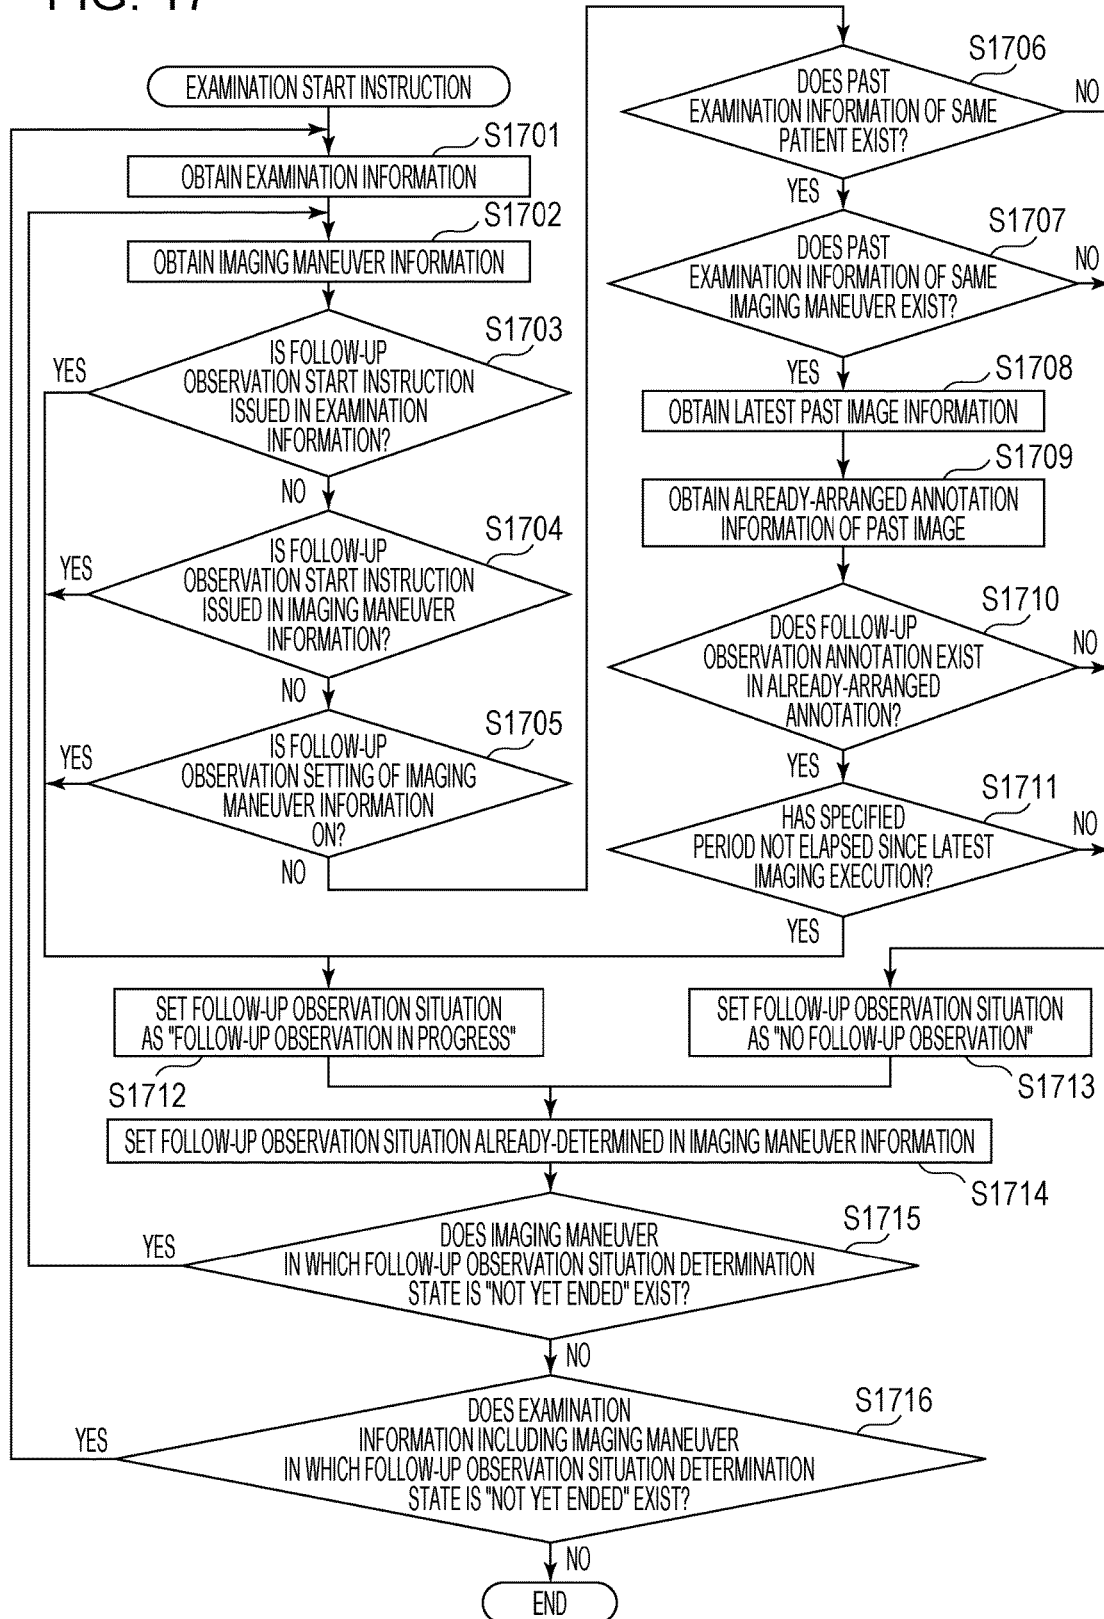 FIG. 17
EXAMINATION START INSTRUCTION
S1701
OBTAIN EXAMINATION INFORMATION
S1702
OBTAIN IMAGING MANEUVER INFORMATION
S1703
IS FOLLOW-UP
OBSERVATION START INSTRUCTION
ISSUED IN EXAMINATION
INFORMATION?
YES
NO
S1704
IS FOLLOW-UP
OBSERVATION START INSTRUCTION
ISSUED IN IMAGING MANEUVER
INFORMATION?
YES
NO
S1705
IS FOLLOW-UP
OBSERVATION SETTING OF IMAGING
MANEUVER INFORMATION
ON?
YES
NO
S1706
DOES PAST
EXAMINATION INFORMATION OF SAME
PATIENT EXIST?
NO
YES
S1707
DOES PAST
EXAMINATION INFORMATION OF SAME
IMAGING MANEUVER EXIST?
NO
YES
S1708
OBTAIN LATEST PAST IMAGE INFORMATION
S1709
OBTAIN ALREADY-ARRANGED ANNOTATION
INFORMATION OF PAST IMAGE
S1710
DOES FOLLOW-UP
OBSERVATION ANNOTATION EXIST
IN ALREADY-ARRANGED
ANNOTATION?
NO
YES
S1711
HAS SPECIFIED
PERIOD NOT ELAPSED SINCE LATEST
IMAGING EXECUTION?
NO
YES
SET FOLLOW-UP OBSERVATION SITUATION
AS "FOLLOW-UP OBSERVATION IN PROGRESS"
S1712
SET FOLLOW-UP OBSERVATION SITUATION
AS "NO FOLLOW-UP OBSERVATION"
S1713
SET FOLLOW-UP OBSERVATION SITUATION ALREADY-DETERMINED IN IMAGING MANEUVER INFORMATION
S1714
S1715
DOES IMAGING MANEUVER
IN WHICH FOLLOW-UP OBSERVATION SITUATION DETERMINATION
STATE IS "NOT YET ENDED" EXIST?
YES
NO
S1716
DOES EXAMINATION
INFORMATION INCLUDING IMAGING MANEUVER
IN WHICH FOLLOW-UP OBSERVATION SITUATION DETERMINATION
STATE IS "NOT YET ENDED" EXIST?
YES
NO
END